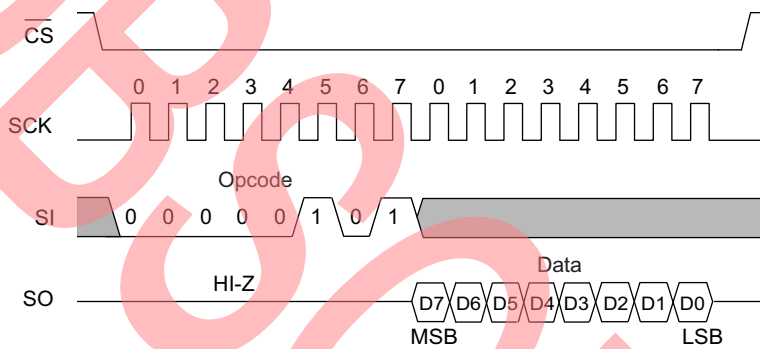 CS
0 1 2 3 4 5 6 7 0 1 2 3 4 5 6 7
SCK
Opcode
SI 0 0 0 0 0 1 0 1
Data
HI-Z
SO D7 D6 D5 D4 D3 D2 D1 D0
MSB LSB